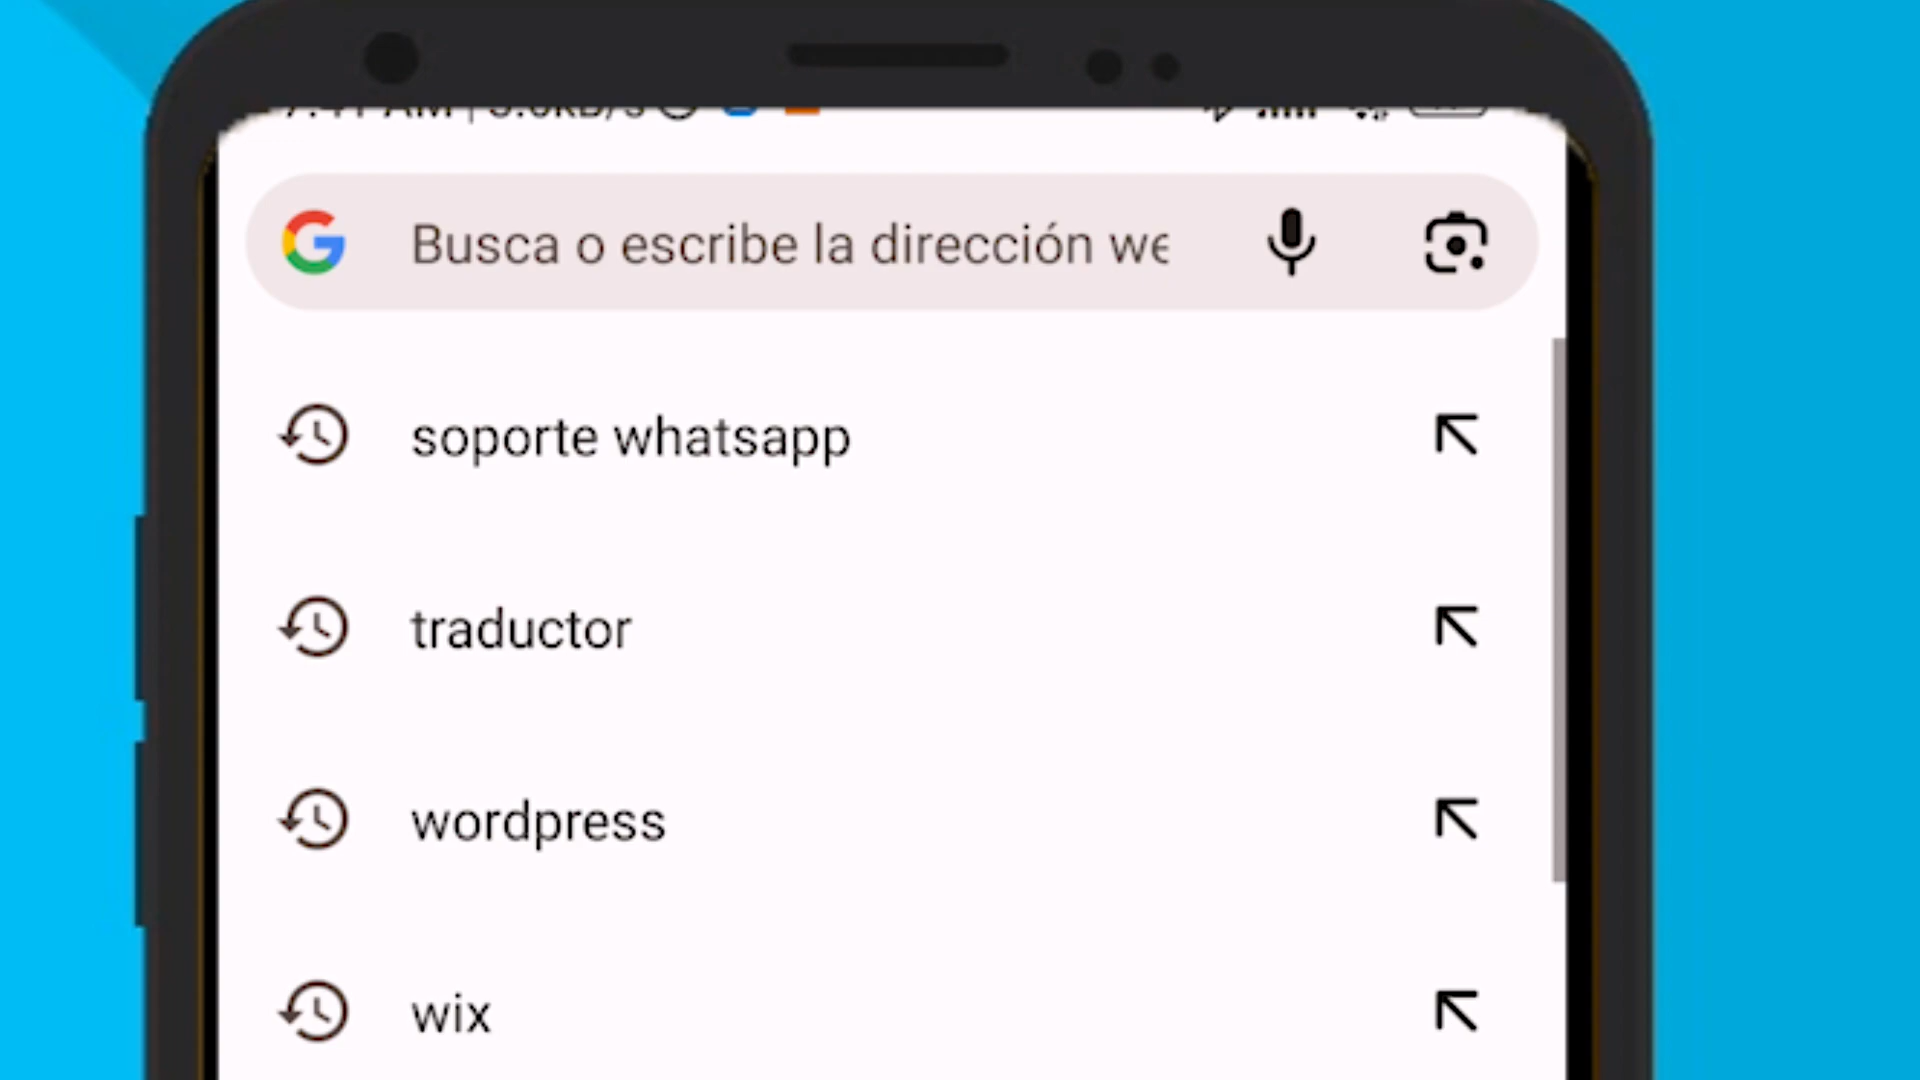 Busca o escribe la dirección we
soporte whatsapp
traductor
wordpress
wix